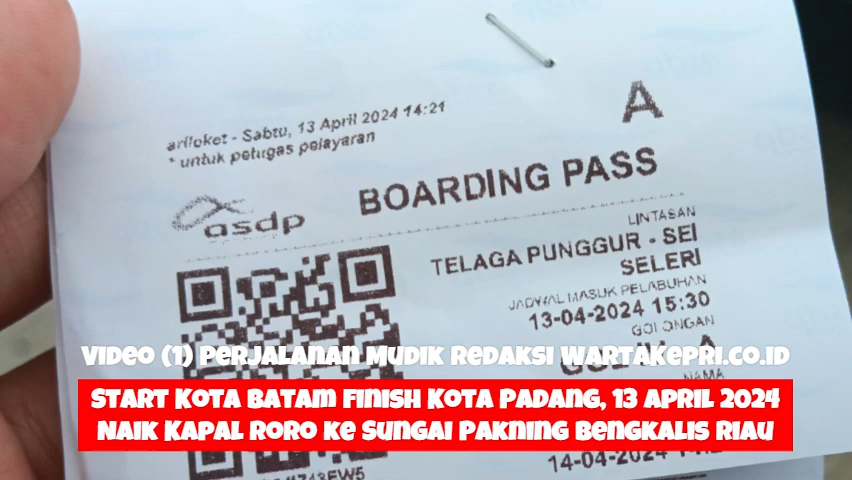 A
ariloket - Sabtu, 13 April 2024 14:21
* untuk petugas pelayaran
asdp
BOARDING PASS
LINTASAN
TELAGA PUNGGUR - SEI
SELERI
JADWAL MASUK PELABUHAN
13-04-2024 15:30
GOLONGAN
A
Video (1) Perjalanan Mudik Redaksi WartaKepri.co.id
NAMA
Start Kota Batam Finish Kota Padang, 13 April 2024
Naik Kapal Roro ke Sungai Pakning Bengkalis Riau
14-04-2024